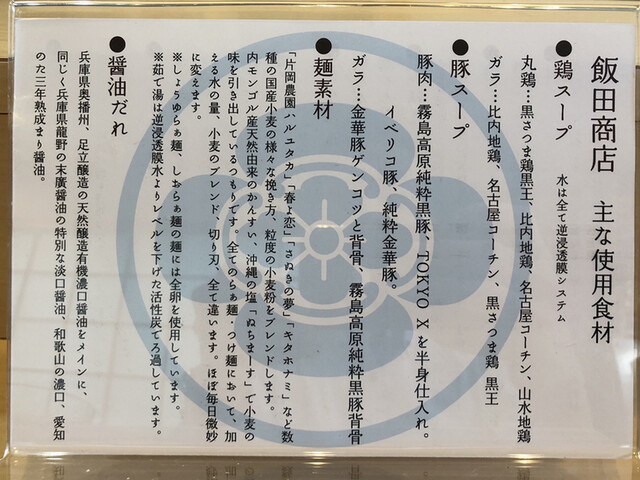 飯田商店　主な使用食材
● 鶏スープ　水は全て逆浸透膜システム
丸鶏…黒さつま鶏黒王、比内地鶏、名古屋コーチン、山水地鶏
ガラ…比内地鶏、名古屋コーチン、黒さつま鶏 黒王
● 豚スープ
豚肉…霧島高原純粋黒豚、TOKYO Xを半身仕入れ。
イベリコ豚、純粋金華豚。
ガラ…金華豚ゲンコツと背骨、霧島高原純粋黒豚背骨
● 麺素材
「片岡農園ハルユタカ」「春よ恋」「さぬきの夢」「キタホナミ」など数
種の国産小麦の様々な挽き方、粒度の小麦粉をブレンドします。
内モンゴル産天然由来のかんすい、沖縄の塩「ぬちまーす」で小麦の
味を引き出しているつもりです。全てのらぁ麺・つけ麺において、加
える水の量、小麦のブレンド、切り刃、全て違います。ほぼ毎日微妙
に変えます。
※しょうゆらぁ麺、しおらぁ麺の麺には全卵を使用しています。
※茹で湯は逆浸透膜水よりレベルを下げた活性炭でろ過しています。
● 醤油だれ
兵庫県奥播州、足立醸造の天然醸造有機濃口醤油をメインに、
同じく兵庫県龍野の末廣醤油の特別な淡口醤油、和歌山の濃口、愛知
のたまり三年熟成まり醤油。